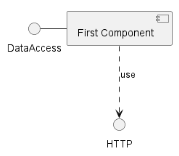 First Component
DataAccess
use
HTTP